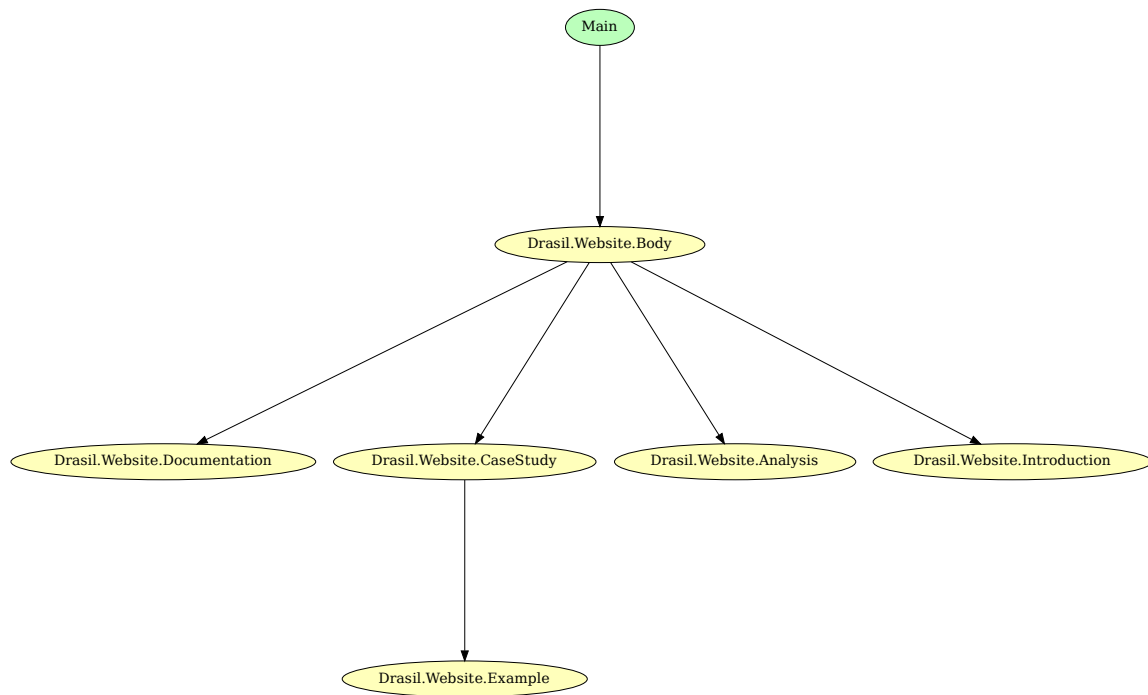 Main
Drasil.Website.Body
Drasil.Website.Documentation
Drasil.Website.CaseStudy
Drasil.Website.Analysis
Drasil.Website.Introduction
Drasil.Website.Example